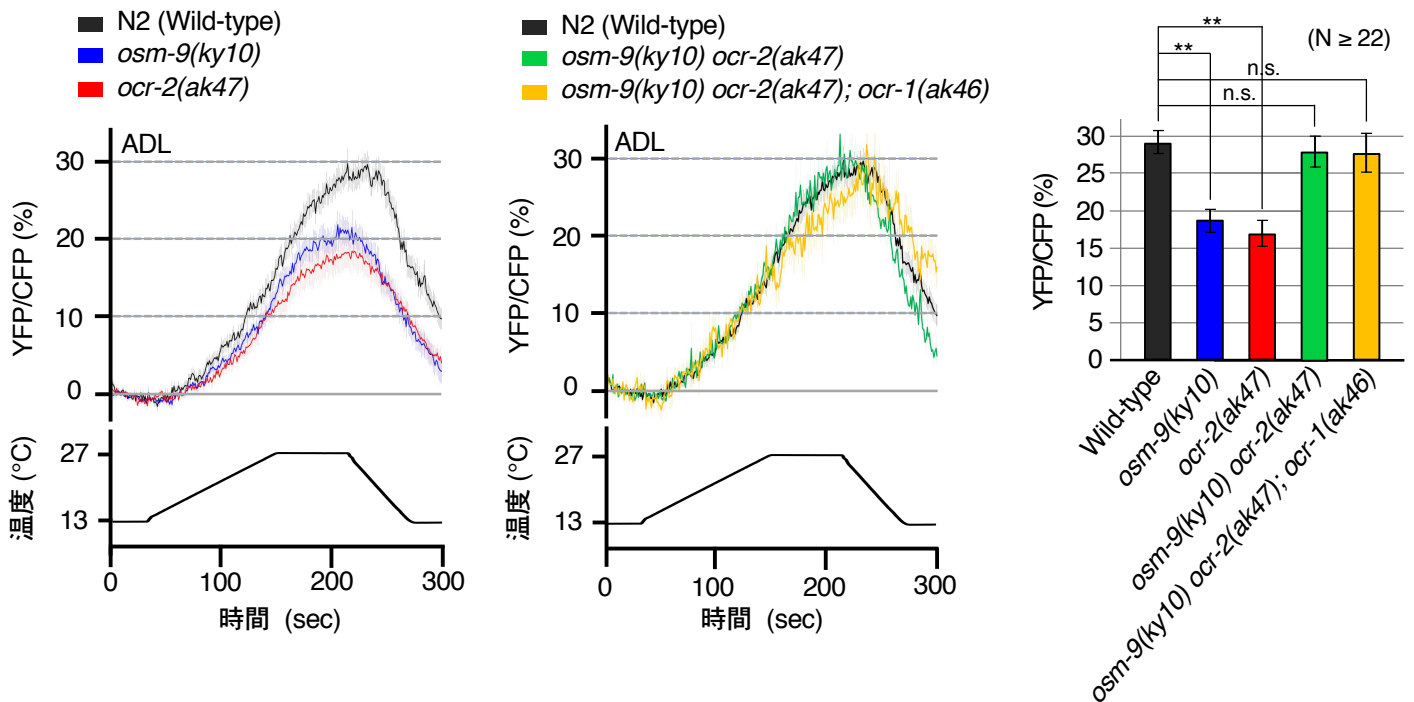 N2 (Wild-type)
osm-9(ky10)
ocr-2(ak47)
ADL
YFP/CFP (%)
30
20
10
0
温度 (°C)
27
13
0
100
200
300
時間 (sec)
N2 (Wild-type)
osm-9(ky10) ocr-2(ak47)
osm-9(ky10) ocr-2(ak47); ocr-1(ak46)
ADL
YFP/CFP (%)
30
20
10
0
温度 (°C)
27
13
0
100
200
300
時間 (sec)
**
(N ≥ 22)
**
n.s.
n.s.
YFP/CFP (%)
30
25
20
15
10
5
0
Wild-type
osm-9(ky10)
ocr-2(ak47)
osm-9(ky10) ocr-2(ak47)
osm-9(ky10) ocr-2(ak47); ocr-1(ak46)